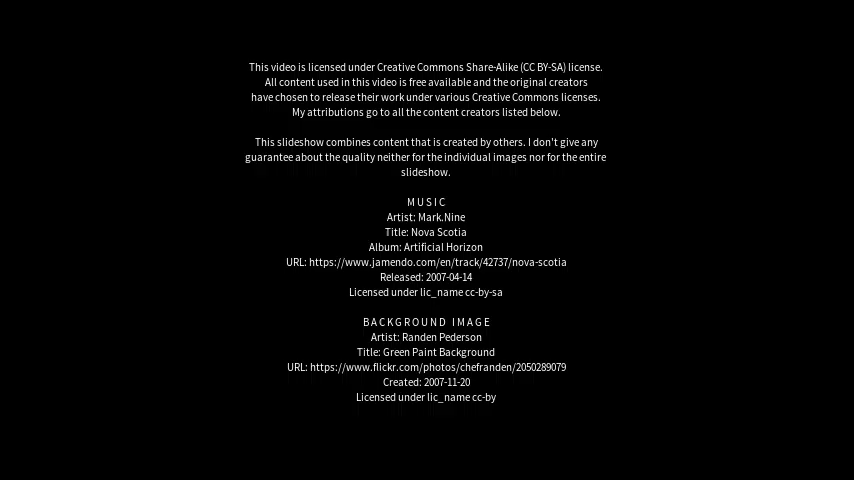 This video is licensed under Creative Commons Share-Alike (CC BY-SA) license.
All content used in this video is free available and the original creators
have chosen to release their work under various Creative Commons licenses.
My attributions go to all the content creators listed below.
This slideshow combines content that is created by others. I don't give any
guarantee about the quality neither for the individual images nor for the entire
slideshow.
MUSIC
Artist: Mark.Nine
Title: Nova Scotia
Album: Artificial Horizon
URL: https://www.jamendo.com/en/track/42737/nova-scotia
Released: 2007-04-14
Licensed under lic_name cc-by-sa
BACKGROUND IMAGE
Artist: Randen Pederson
Title: Green Paint Background
URL: https://www.flickr.com/photos/chefranden/2050289079
Created: 2007-11-20
Licensed under lic_name cc-by